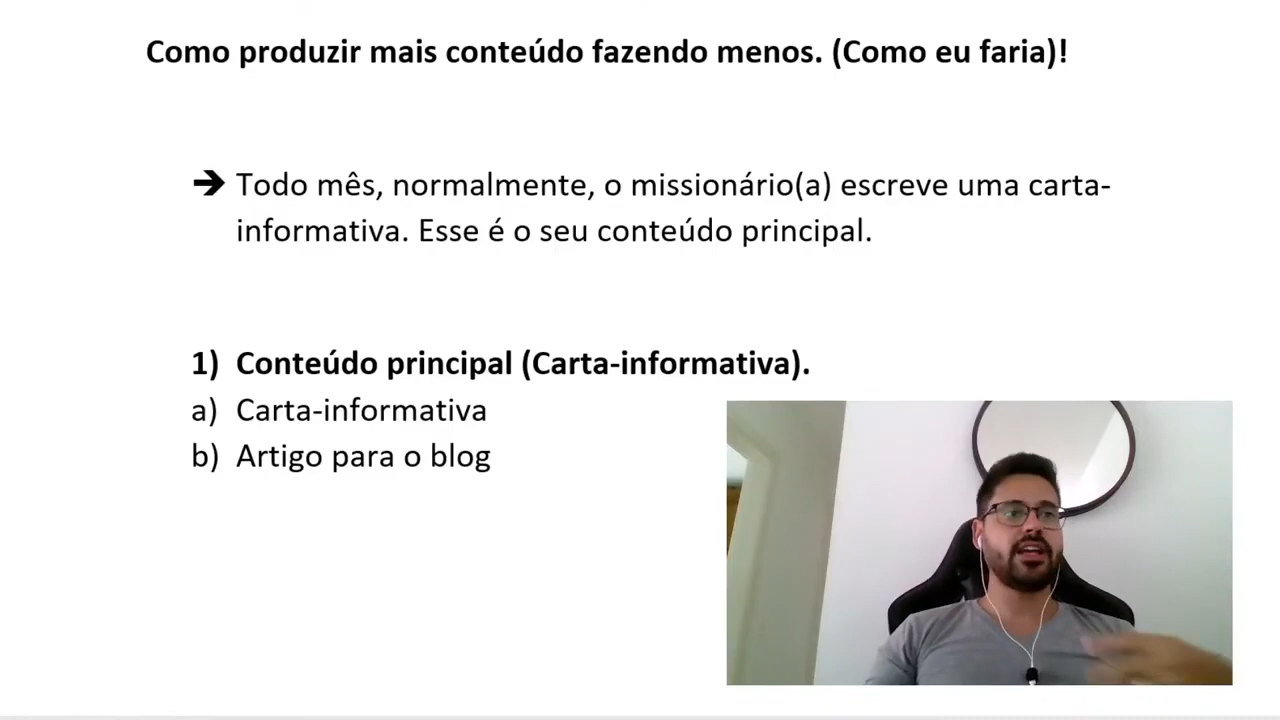 Como produzir mais conteúdo fazendo menos. (Como eu faria)!
➔ Todo mês, normalmente, o missionário(a) escreve uma carta-
informativa. Esse é o seu conteúdo principal.
1) Conteúdo principal (Carta-informativa).
a) Carta-informativa
b) Artigo para o blog